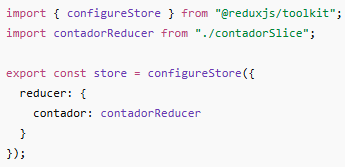 import { configureStore } from "@reduxjs/toolkit";
import contadorReducer from "./contadorSlice";

export const store = configureStore({
  reducer: {
    contador: contadorReducer
  }
});